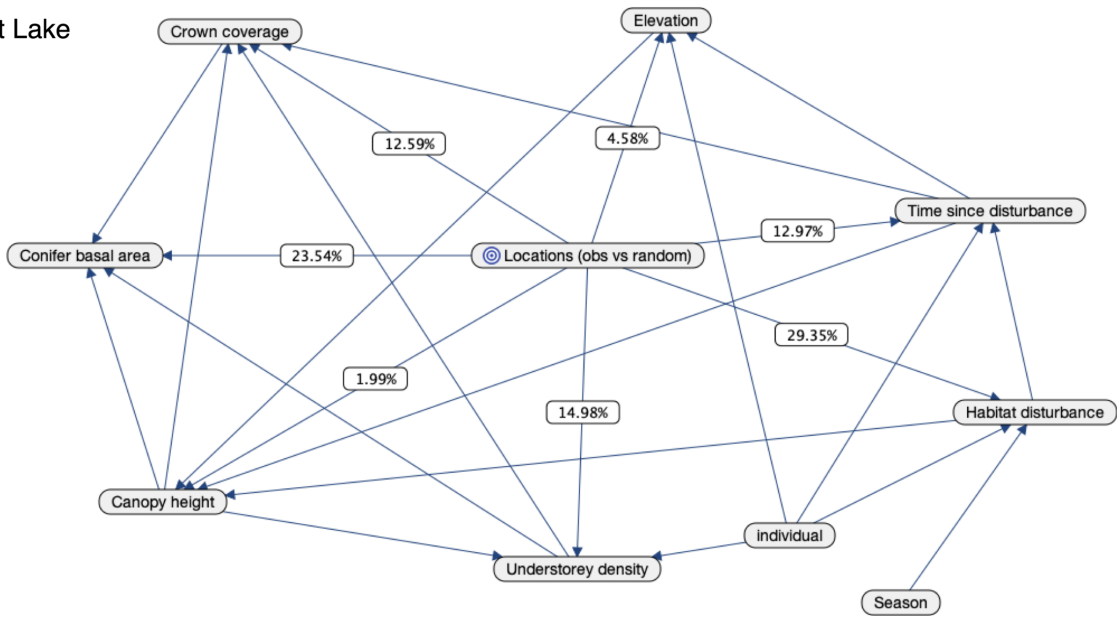 t Lake
Crown coverage
Elevation
12.59%
4.58%
Time since disturbance
12.97%
Conifer basal area
23.54%
Locations (obs vs random)
29.35%
1.99%
14.98%
Habitat disturbance
Canopy height
individual
Understorey density
Season